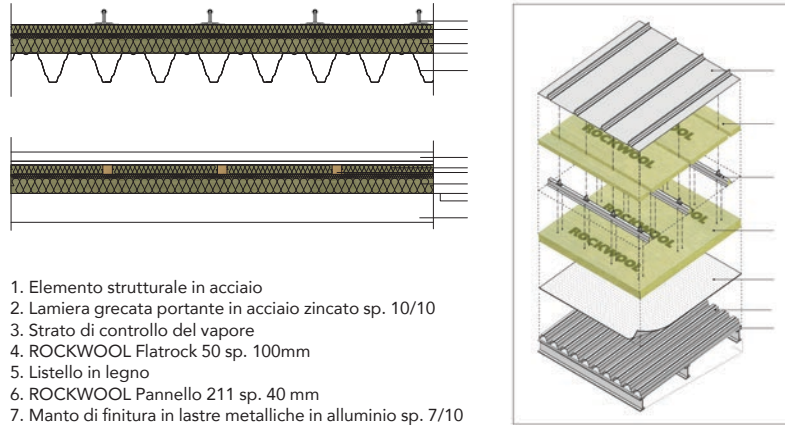 1. Elemento strutturale in acciaio
2. Lamiera grecata portante in acciaio zincato sp. 10/10
3. Strato di controllo del vapore
4. ROCKWOOL Flatrock 50 sp. 100mm
5. Listello in legno
6. ROCKWOOL Pannello 211 sp. 40 mm
7. Manto di finitura in lastre metalliche in alluminio sp. 7/10
ROCKWOOL
ROCKWOOL
ROCKWOOL
ROCKWOOL
ROCKWOOL